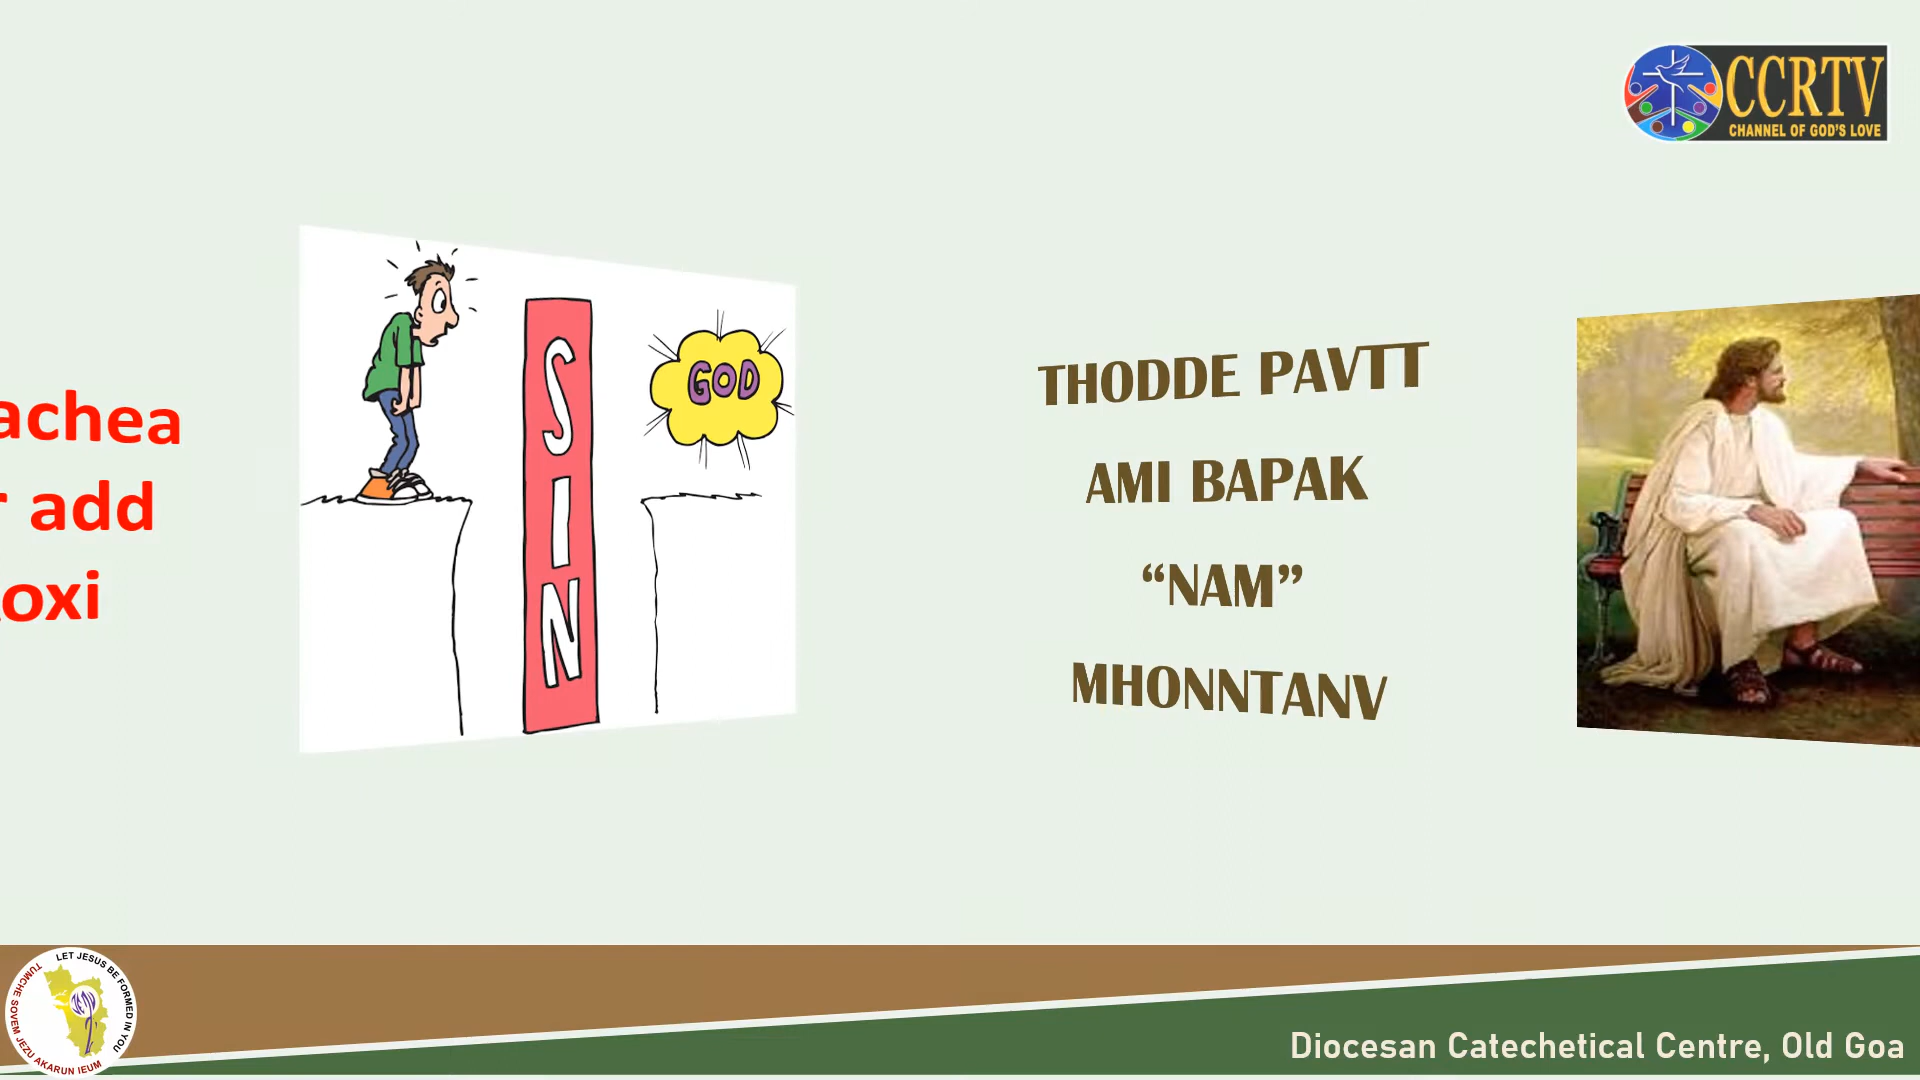 CCRTV
CHANNEL OF GOD'S LOVE
achea
add
oxi
SIN
GOD
THODDE PAVTT
AMI BAPAK
“NAM”
MHONNTANV
LET JESUS BE FORMED IN YOU
TUMCHE SOVEM JEZU AKARUN IEUM
Diocesan Catechetical Centre, Old Goa